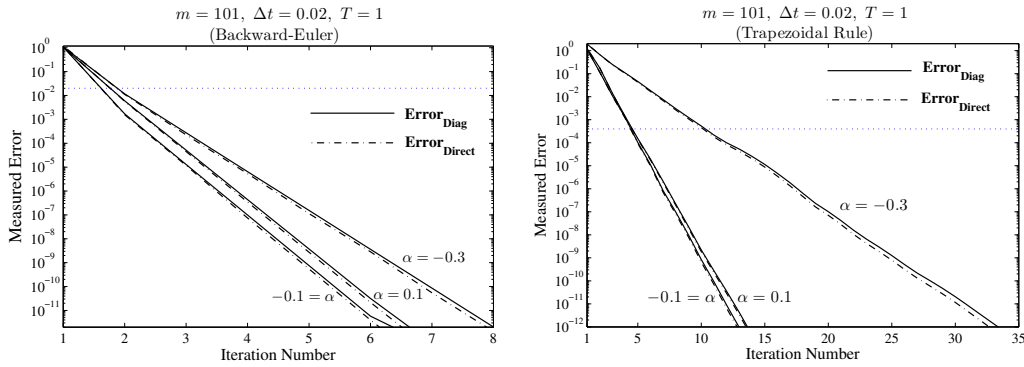 m = 101, Δt = 0.02, T = 1
(Backward-Euler)
10^0
10^-1
10^-2
10^-3
10^-4
10^-5
10^-6
10^-7
10^-8
10^-9
10^-10
10^-11
Measured Error
Error_Diag
Error_Direct
α = −0.3
−0.1 = α
α = 0.1
1 2 3 4 5 6 7 8
Iteration Number
m = 101, Δt = 0.02, T = 1
(Trapezoidal Rule)
10^0
10^-1
10^-2
10^-3
10^-4
10^-5
10^-6
10^-7
10^-8
10^-9
10^-10
10^-11
10^-12
Measured Error
Error_Diag
Error_Direct
α = −0.3
−0.1 = α
α = 0.1
1 5 10 15 20 25 30 35
Iteration Number